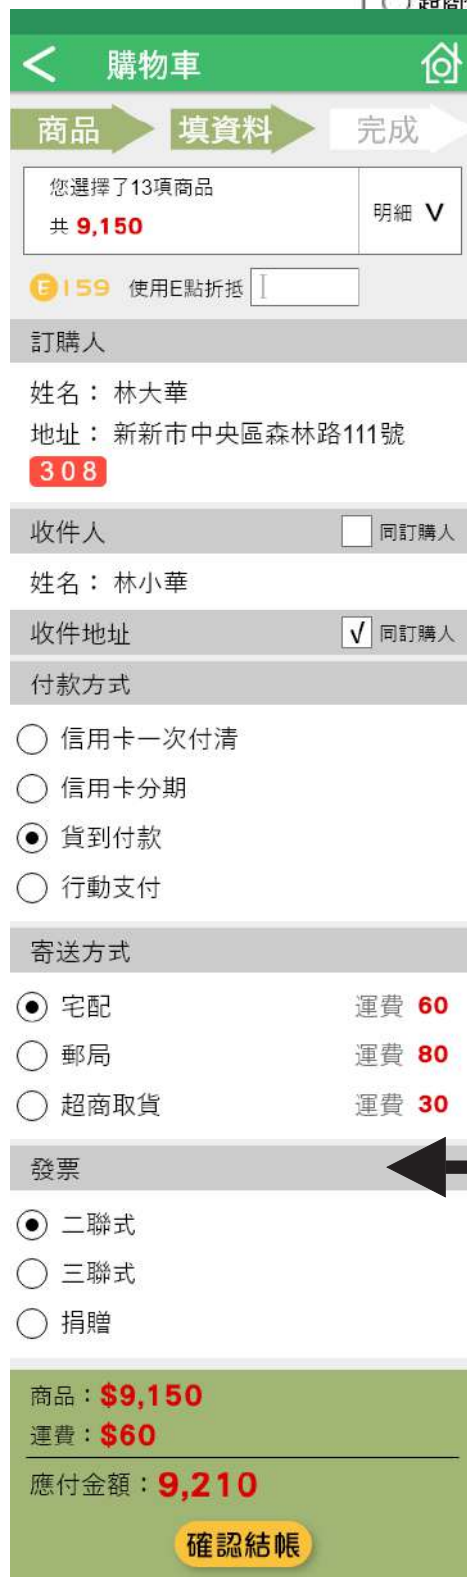 購物車
商品 填資料 完成
您選擇了13項商品
共 9,150
明細 V
E 159 使用E點折抵
訂購人
姓名：林大華
地址：新新市中央區森林路111號
308
收件人 同訂購人
姓名：林小華
收件地址 √ 同訂購人
付款方式
信用卡一次付清
信用卡分期
貨到付款
行動支付
寄送方式
宅配 運費 60
郵局 運費 80
超商取貨 運費 30
發票
二聯式
三聯式
捐贈
商品：$9,150
運費：$60
應付金額：9,210
確認結帳